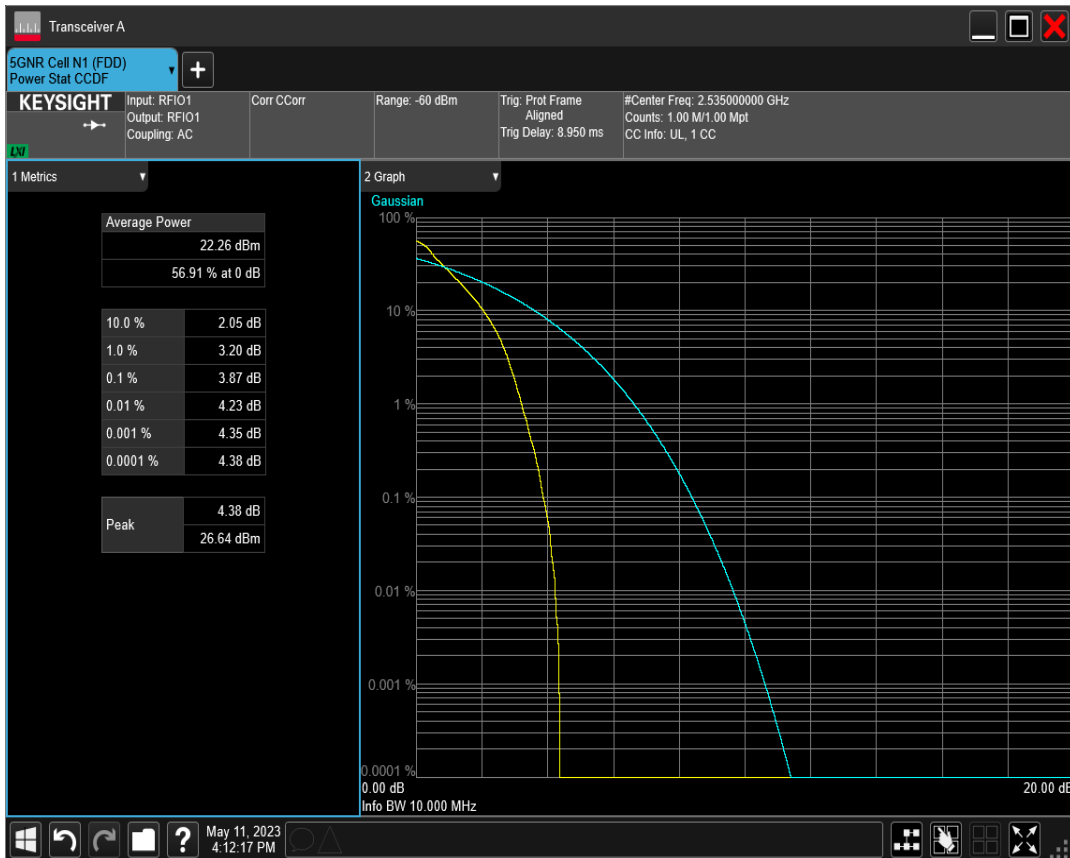 Transceiver A
5GNR Cell N1 (FDD)
Power Stat CCDF
+
KEYSIGHT
LXI
Input: RFIO1
Output: RFIO1
Coupling: AC
Corr CCorr
Range: -60 dBm
Trig: Prot Frame
Aligned
Trig Delay: 8.950 ms
#Center Freq: 2.535000000 GHz
Counts: 1.00 M/1.00 Mpt
CC Info: UL, 1 CC
1 Metrics
Average Power
22.26 dBm
56.91 % at 0 dB
10.0 % 2.05 dB
1.0 % 3.20 dB
0.1 % 3.87 dB
0.01 % 4.23 dB
0.001 % 4.35 dB
0.0001 % 4.38 dB
Peak 4.38 dB
26.64 dBm
2 Graph
Gaussian
100 %
10 %
1 %
0.1 %
0.01 %
0.001 %
0.0001 %
0.00 dB 20.00 dB
Info BW 10.000 MHz
? May 11, 2023
4:12:17 PM